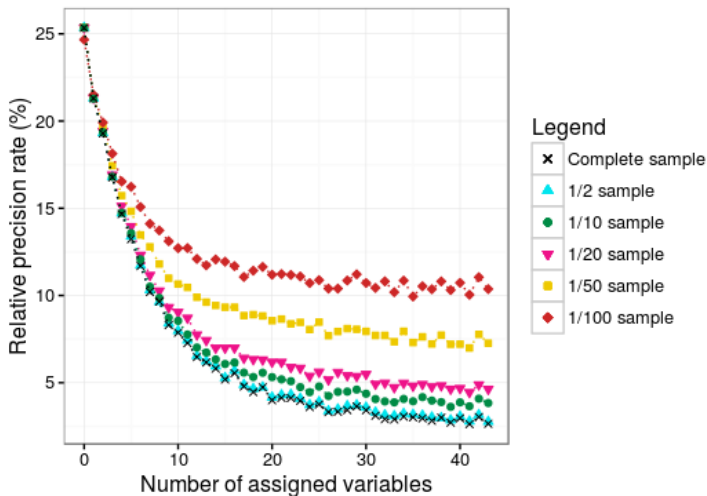 25
20
15
10
5
0
10
20
30
40
Relative precision rate (%)
Number of assigned variables
Legend
Complete sample
1/2 sample
1/10 sample
1/20 sample
1/50 sample
1/100 sample